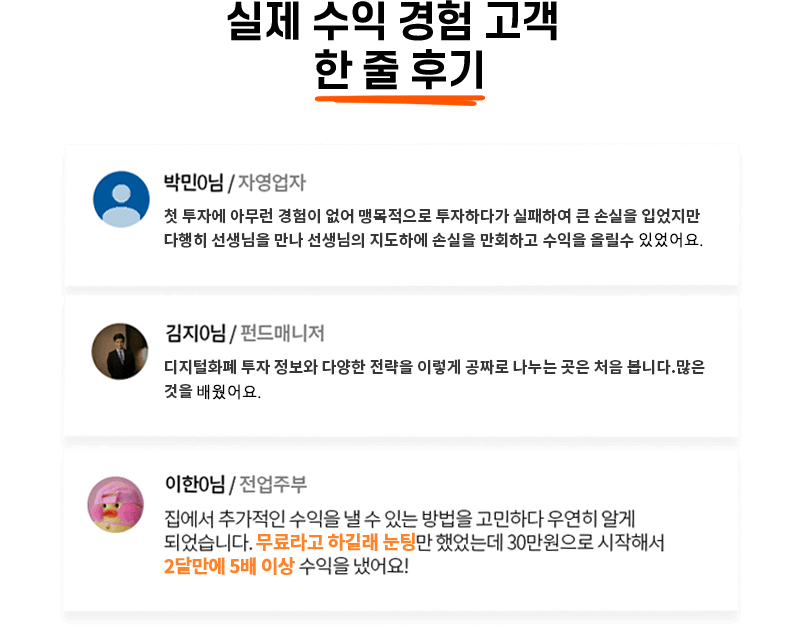 실제 수익 경험 고객
한 줄 후기
박민0님 / 자영업자
첫 투자에 아무런 경험이 없어 맹목적으로 투자하다가 실패하여 큰 손실을 입었지만
다행히 선생님을 만나 선생님의 지도하에 손실을 만회하고 수익을 올릴수 있었어요.
김지0님 / 펀드매니저
디지털화폐 투자 정보와 다양한 전략을 이렇게 공짜로 나누는 곳은 처음 봅니다.많은
것을 배웠어요.
이한0님 / 전업주부
집에서 추가적인 수익을 낼 수 있는 방법을 고민하다 우연히 알게
되었습니다. 무료라고 하길래 눈팅만 했었는데 30만원으로 시작해서
2달만에 5배 이상 수익을 냈어요!